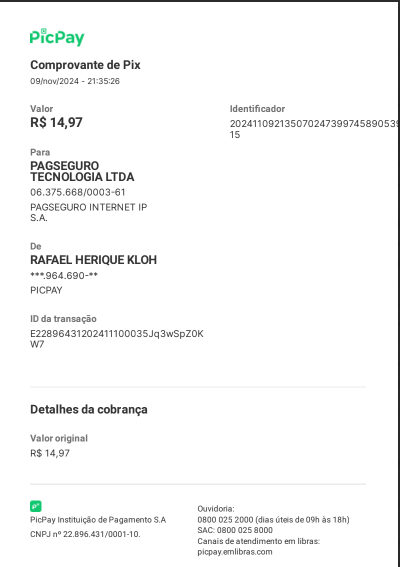 PicPay
Comprovante de Pix
09/nov/2024 - 21:35:26
Valor
R$ 14,97
Identificador
20241109213507024739974589053
15
Para
PAGSEGURO
TECNOLOGIA LTDA
06.375.668/0003-61
PAGSEGURO INTERNET IP
S.A.
De
RAFAEL HERIQUE KLOH
***.964.690-**
PICPAY
ID da transação
E22896431202411100035Jq3wSpZ0K
W7
Detalhes da cobrança
Valor original
R$ 14,97
PicPay Instituição de Pagamento S.A
CNPJ nº 22.896.431/0001-10.
Ouvidoria:
0800 025 2000 (dias úteis de 09h às 18h)
SAC: 0800 025 8000
Canais de atendimento em libras:
picpay.emlibras.com